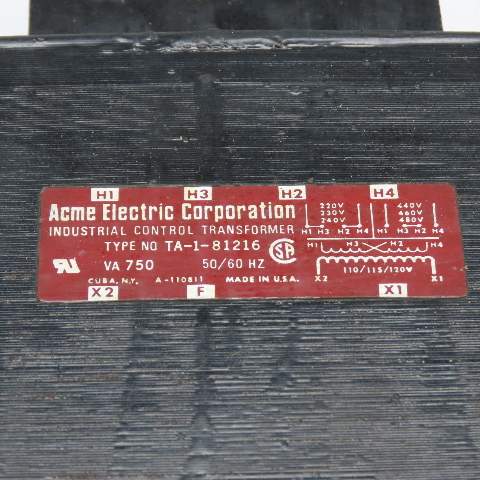 H1 H3 H2 H4
Acme Electric Corporation
INDUSTRIAL CONTROL TRANSFORMER
TYPE NO TA-1-81216
VA 750 50/60 HZ
CUBA, N.Y. A-110811 MADE IN U.S.A.
220V 440V
230V 460V
240V 480V
H1 H3 H2 H4 H1 H3 H2 H4
H1 H3 H2 H4
110/115/120V
X2 X1
X2 F X1